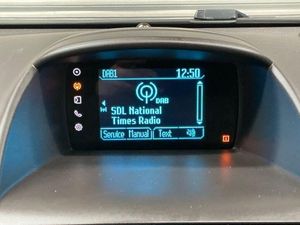 DAB1 12:50
DAB
SDL National
Times Radio
Service Manual Text